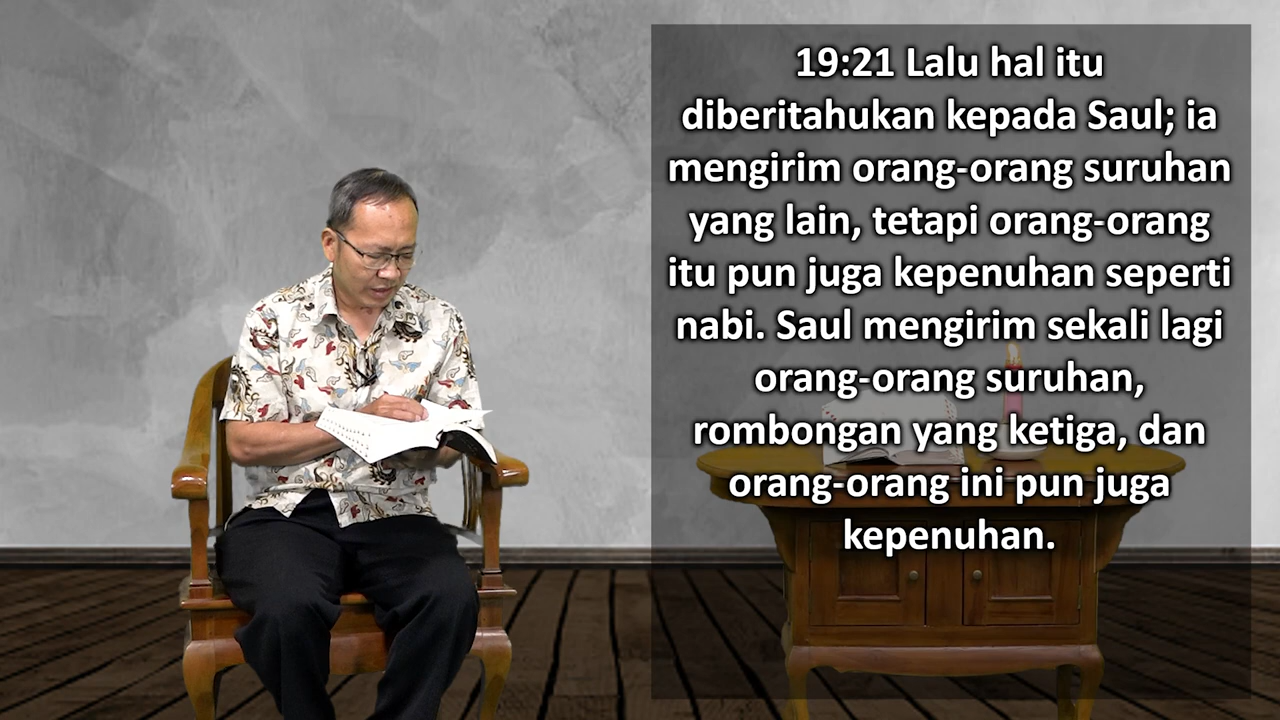 19:21 Lalu hal itu
diberitahukan kepada Saul; ia
mengirim orang-orang suruhan
yang lain, tetapi orang-orang
itu pun juga kepenuhan seperti
nabi. Saul mengirim sekali lagi
orang-orang suruhan,
rombongan yang ketiga, dan
orang-orang ini pun juga
kepenuhan.